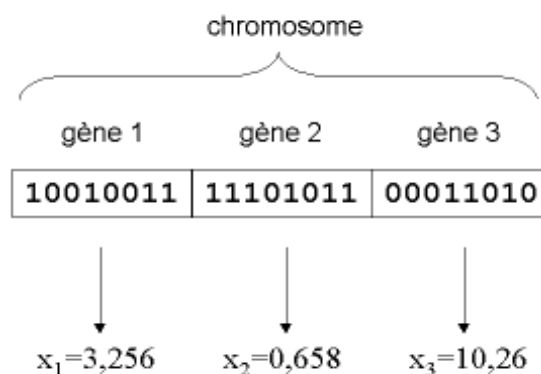 chromosome
gène 1 gène 2 gène 3
10010011 11101011 00011010
x₁=3,256 x₂=0,658 x₃=10,26